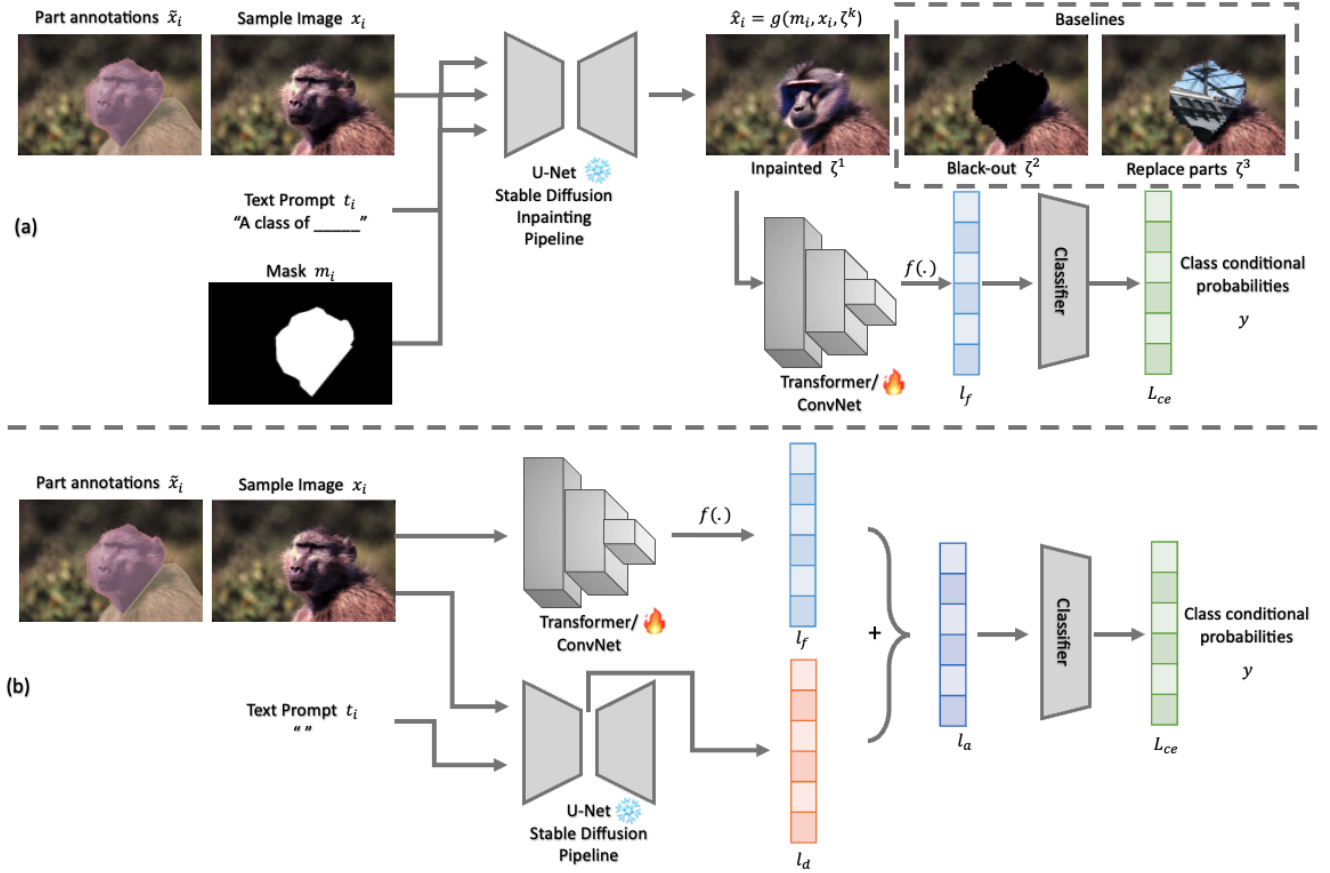 Part annotations x̃ᵢ
Sample Image xᵢ
x̂ᵢ = g(mᵢ, xᵢ, ζᵏ)
Baselines
Inpainted ζ¹
Black-out ζ²
Replace parts ζ³
U-Net
Stable Diffusion
Inpainting
Pipeline
Text Prompt tᵢ
“A class of _____”
(a)
Mask mᵢ
f(.)
Classifier
Class conditional
probabilities
y
Transformer/
ConvNet
l_f
L_ce
Part annotations x̃ᵢ
Sample Image xᵢ
f(.)
Transformer/
ConvNet
l_f
+
Classifier
Class conditional
probabilities
y
(b)
Text Prompt tᵢ
“ ”
l_a
L_ce
U-Net
Stable Diffusion
Pipeline
l_d